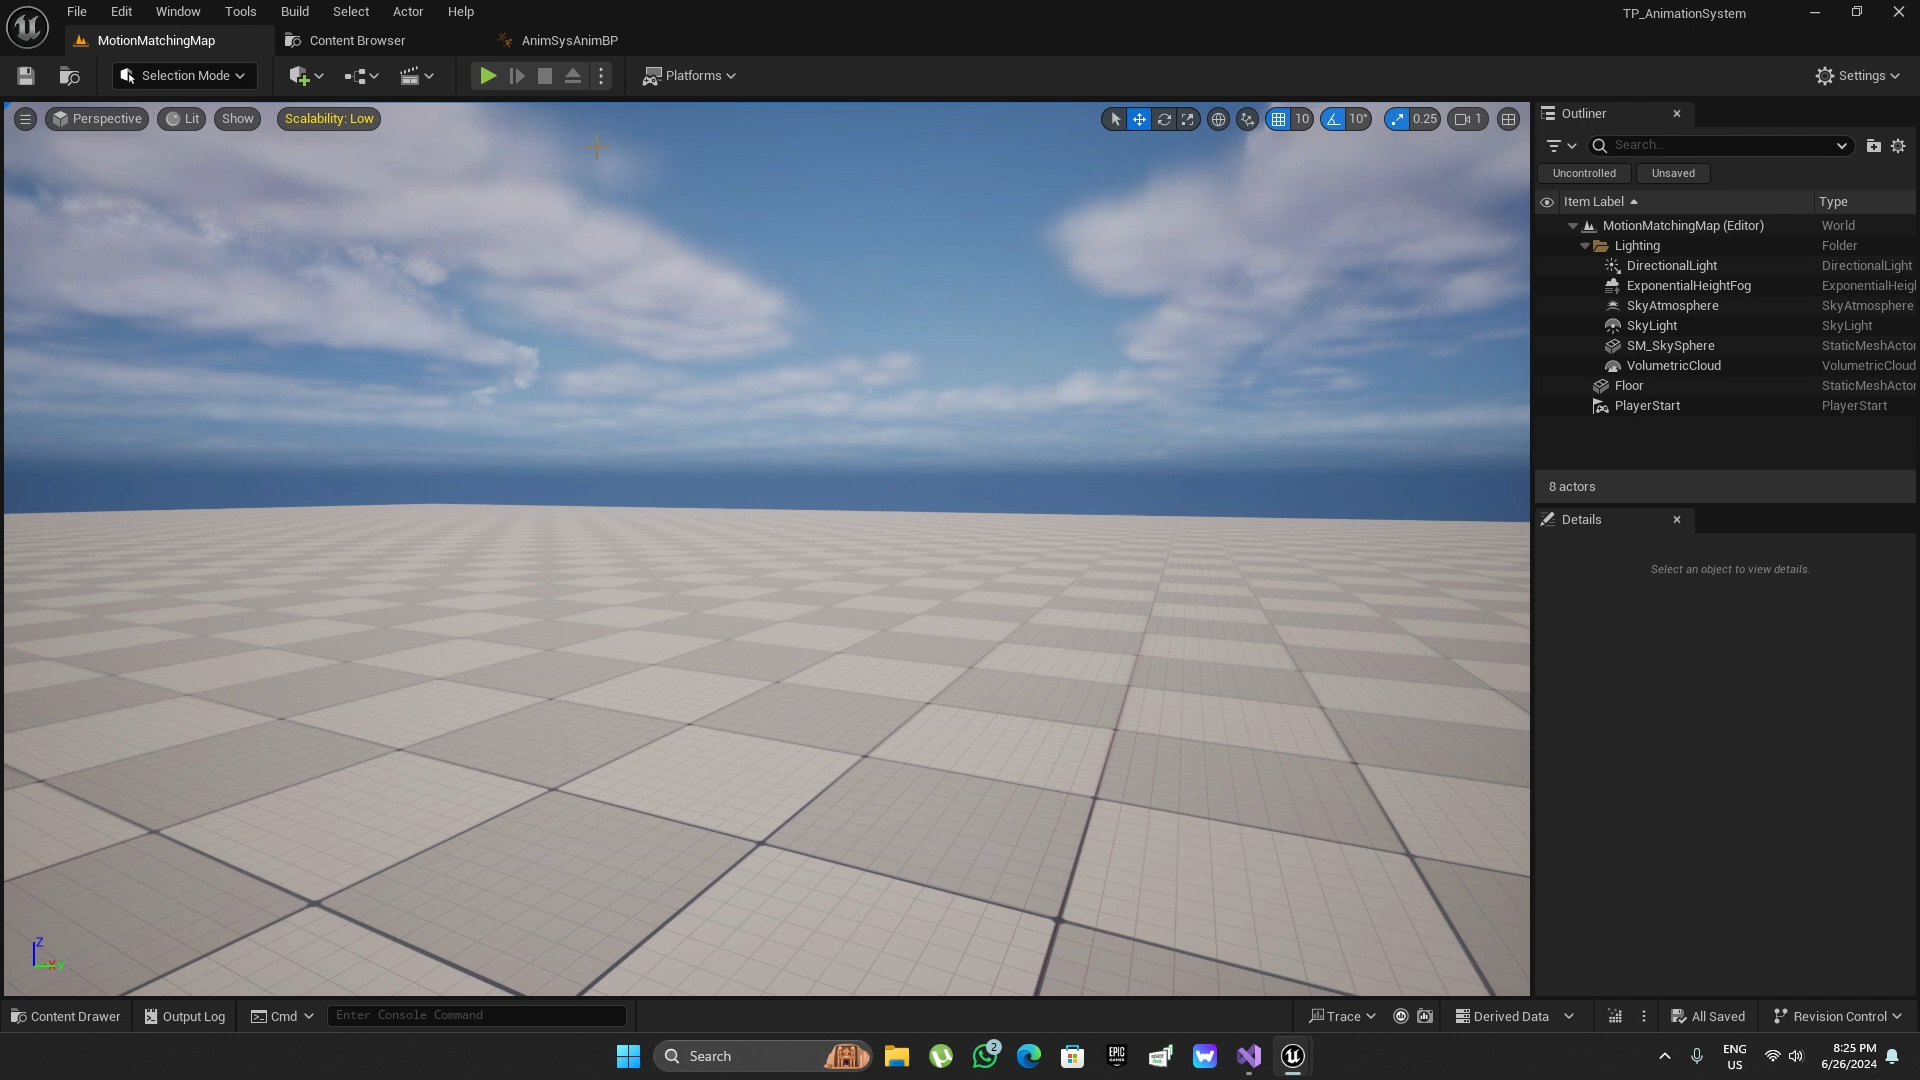 File Edit Window Tools Build Select Actor Help
TP_AnimationSystem
MotionMatchingMap
Content Browser
AnimSysAnimBP
Selection Mode
Platforms
Settings
Perspective
Lit
Show
Scalability: Low
10
10°
0.25
1
Outliner
Search...
Uncontrolled
Unsaved
Item Label
Type
MotionMatchingMap (Editor) World
Lighting Folder
DirectionalLight DirectionalLight
ExponentialHeightFog ExponentialHeigl
SkyAtmosphere SkyAtmosphere
SkyLight SkyLight
SM_SkySphere StaticMeshActor
VolumetricCloud VolumetricCloud
Floor StaticMeshActor
PlayerStart PlayerStart
8 actors
Details
Select an object to view details.
Z
X
Y
Content Drawer
Output Log
Cmd
Enter Console Command
Trace
Derived Data
All Saved
Revision Control
Search
2
EPIC
GAMES
ENG
US
8:25 PM
6/26/2024